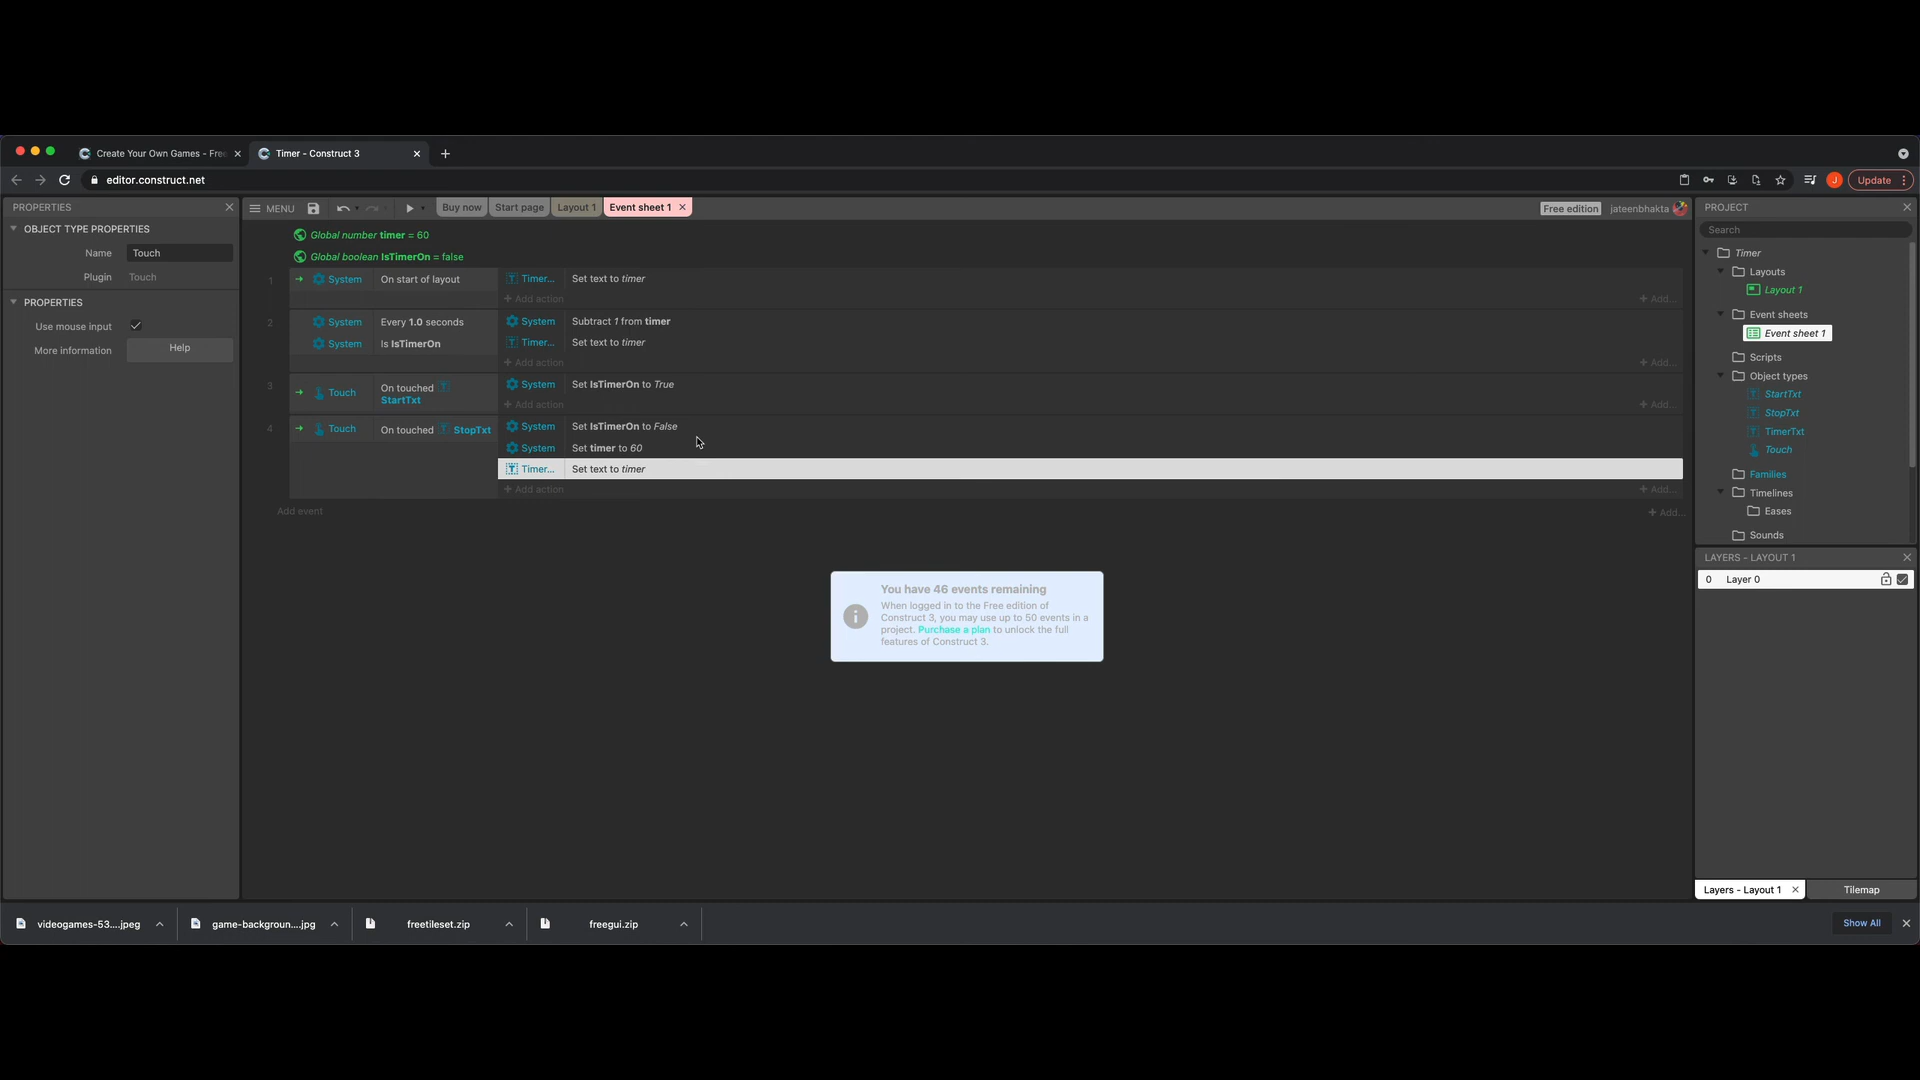 Create Your Own Games - Free
Timer - Construct 3
editor.construct.net
J
Update
PROPERTIES
MENU
Buy now
Start page
Layout 1
Event sheet 1
Free edition
jateenbhakta
PROJECT
OBJECT TYPE PROPERTIES
Name
Touch
Plugin
Touch
PROPERTIES
Use mouse input
More information
Help
Global number timer = 60
Global boolean IsTimerOn = false
1
System
On start of layout
Timer...
Set text to timer
+ Add action
+ Add...
2
System
Every 1.0 seconds
System
Subtract 1 from timer
System
Is IsTimerOn
Timer...
Set text to timer
+ Add action
+ Add...
3
Touch
On touched
StartTxt
System
Set IsTimerOn to True
+ Add action
+ Add...
4
Touch
On touched StopTxt
System
Set IsTimerOn to False
System
Set timer to 60
Timer...
Set text to timer
+ Add action
+ Add...
Add event
+ Add...
You have 46 events remaining
When logged in to the Free edition of
Construct 3, you may use up to 50 events in a
project. Purchase a plan to unlock the full
features of Construct 3.
Search
Timer
Layouts
Layout 1
Event sheets
Event sheet 1
Scripts
Object types
StartTxt
StopTxt
TimerTxt
Touch
Families
Timelines
Eases
Sounds
LAYERS - LAYOUT 1
0
Layer 0
Layers - Layout 1
Tilemap
videogames-53....jpeg
game-backgroun....jpg
freetileset.zip
freegui.zip
Show All